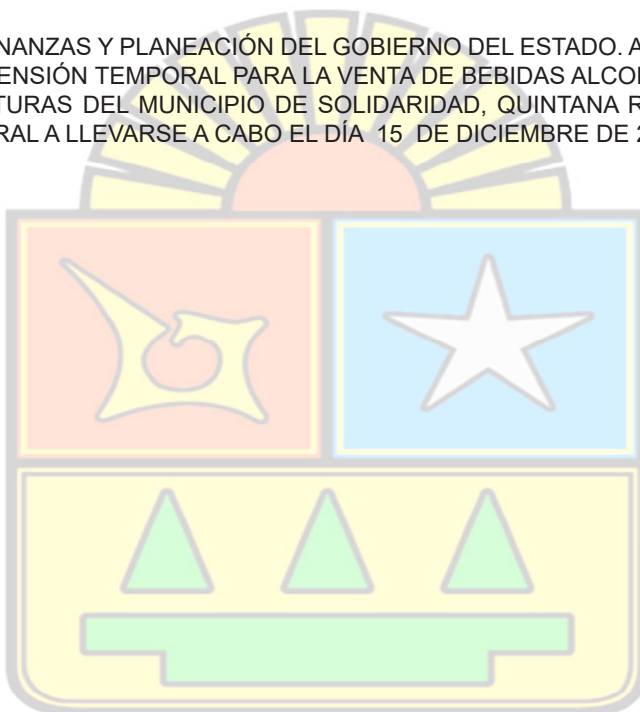 NANZAS Y PLANEACIÓN DEL GOBIERNO DEL ESTADO. A
ENSIÓN TEMPORAL PARA LA VENTA DE BEBIDAS ALCO
TURAS DEL MUNICIPIO DE SOLIDARIDAD, QUINTANA R
RAL A LLEVARSE A CABO EL DÍA 15 DE DICIEMBRE DE 2